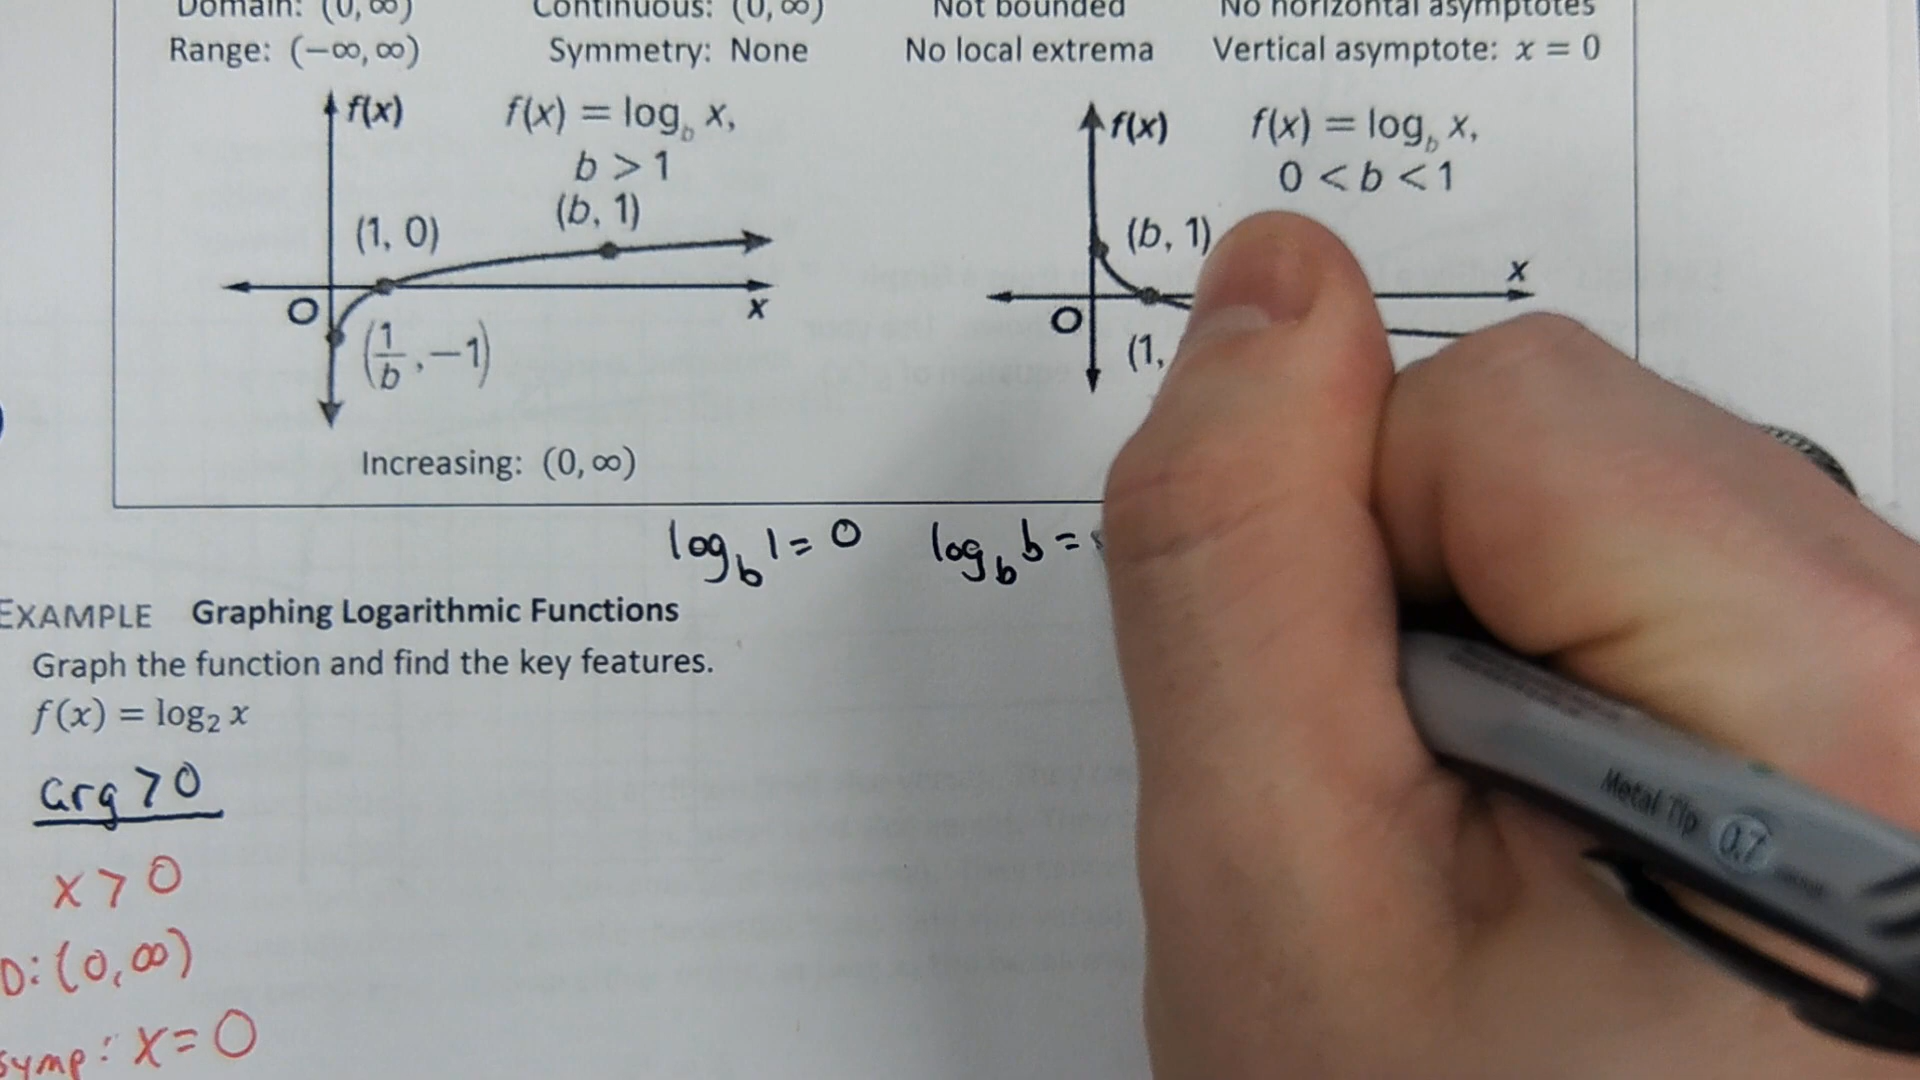 Domain: (0, ∞) Continuous: (0, ∞) Not bounded No horizontal asymptotes
Range: (−∞, ∞) Symmetry: None No local extrema Vertical asymptote: x = 0
f(x) f(x) = log_b x,
b > 1
(b, 1)
(1, 0)
O x
(1/b, −1)
Increasing: (0, ∞)
f(x) f(x) = log_b x,
0 < b < 1
(b, 1)
x
O
(1,
log_b 1 = 0 log_b b =
EXAMPLE Graphing Logarithmic Functions
Graph the function and find the key features.
f(x) = log₂ x
arg > 0
x > 0
D: (0, ∞)
symp: x = 0
Metal Tip 0.7